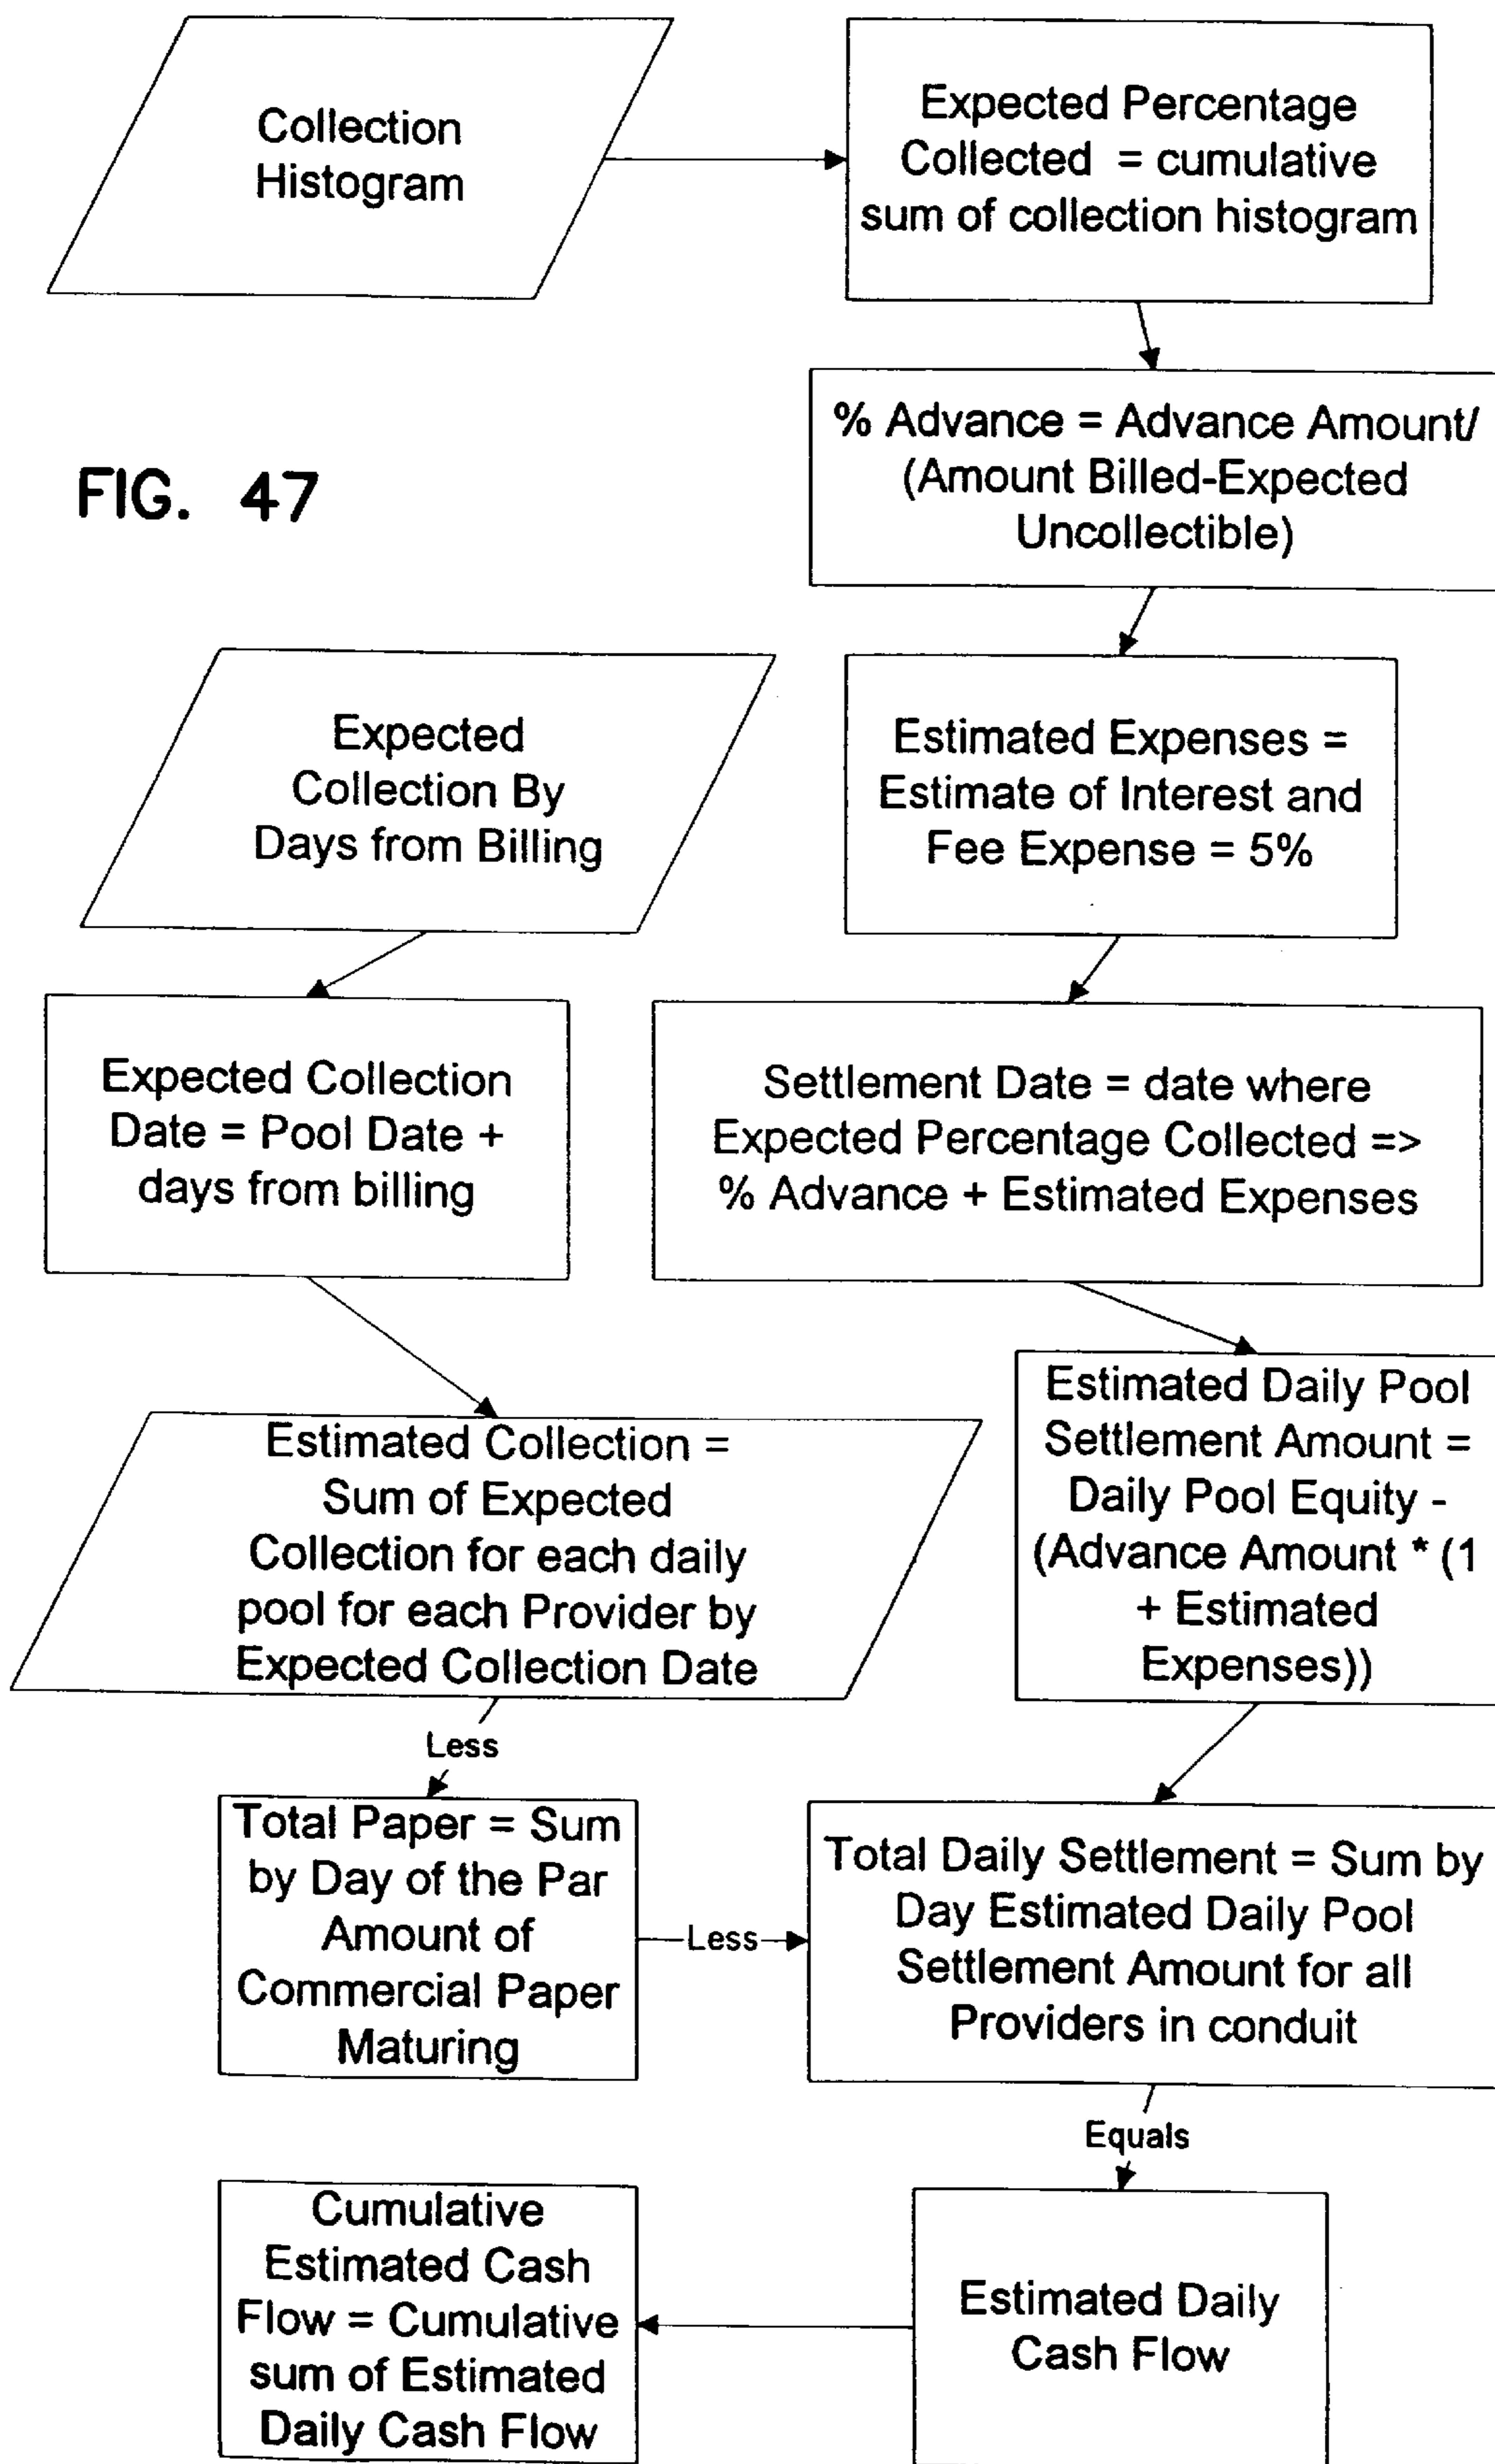 Collection
Histogram
Expected Percentage
Collected = cumulative
sum of collection histogram
% Advance = Advance Amount/
(Amount Billed-Expected
Uncollectible)
FIG. 47
Expected
Collection By
Days from Billing
Estimated Expenses =
Estimate of Interest and
Fee Expense = 5%
Expected Collection
Date = Pool Date +
days from billing
Settlement Date = date where
Expected Percentage Collected =>
% Advance + Estimated Expenses
Estimated Daily Pool
Settlement Amount =
Daily Pool Equity -
(Advance Amount * (1
+ Estimated
Expenses))
Estimated Collection =
Sum of Expected
Collection for each daily
pool for each Provider by
Expected Collection Date
Less
Total Paper = Sum
by Day of the Par
Amount of
Commercial Paper
Maturing
Less
Total Daily Settlement = Sum by
Day Estimated Daily Pool
Settlement Amount for all
Providers in conduit
Equals
Estimated Daily
Cash Flow
Cumulative
Estimated Cash
Flow = Cumulative
sum of Estimated
Daily Cash Flow